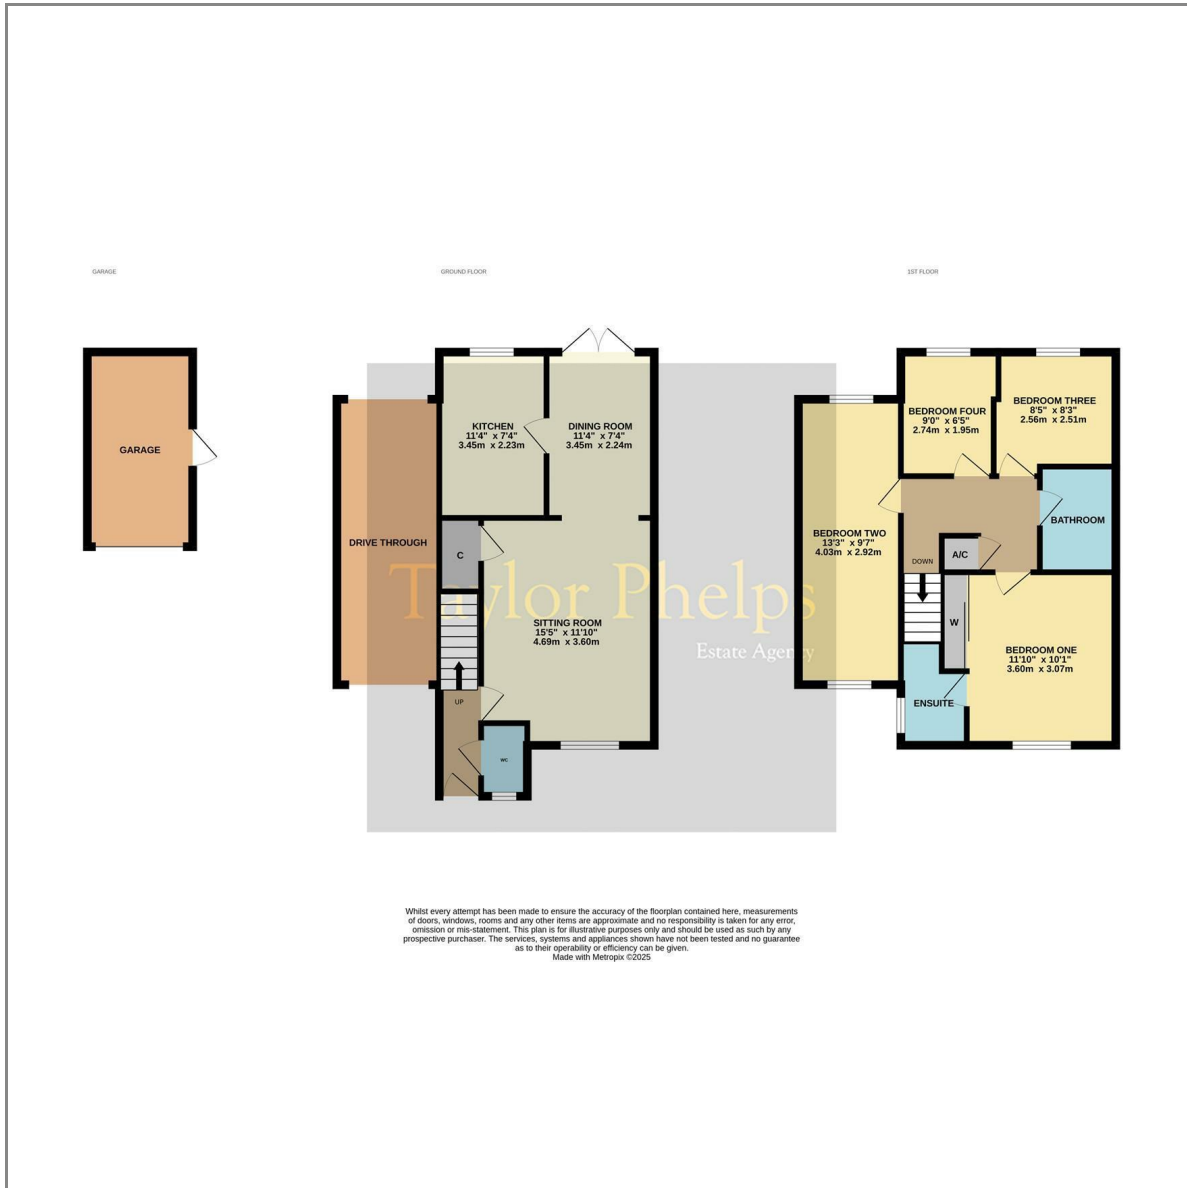 GARAGE
GROUND FLOOR
1ST FLOOR
GARAGE
DRIVE THROUGH
KITCHEN
11'4" x 7'4"
3.45m x 2.23m
DINING ROOM
11'4" x 7'4"
3.45m x 2.24m
C
SITTING ROOM
15'5" x 11'10"
4.69m x 3.60m
UP
WC
Taylor Phelps
Estate Agency
BEDROOM FOUR
9'0" x 6'5"
2.74m x 1.95m
BEDROOM THREE
8'5" x 8'3"
2.56m x 2.51m
BEDROOM TWO
13'3" x 9'7"
4.03m x 2.92m
BATHROOM
A/C
DOWN
W
BEDROOM ONE
11'10" x 10'1"
3.60m x 3.07m
ENSUITE
Whilst every attempt has been made to ensure the accuracy of the floorplan contained here, measurements
of doors, windows, rooms and any other items are approximate and no responsibility is taken for any error,
omission or mis-statement. This plan is for illustrative purposes only and should be used as such by any
prospective purchaser. The services, systems and appliances shown have not been tested and no guarantee
as to their operability or efficiency can be given.
Made with Metropix ©2025